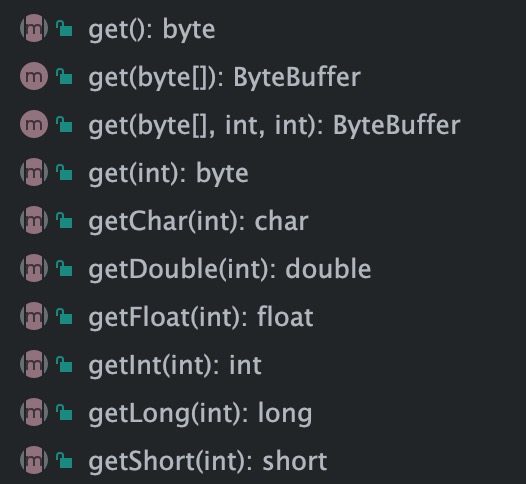 m get(): byte
m get(byte[]): ByteBuffer
m get(byte[], int, int): ByteBuffer
m get(int): byte
m getChar(int): char
m getDouble(int): double
m getFloat(int): float
m getInt(int): int
m getLong(int): long
m getShort(int): short